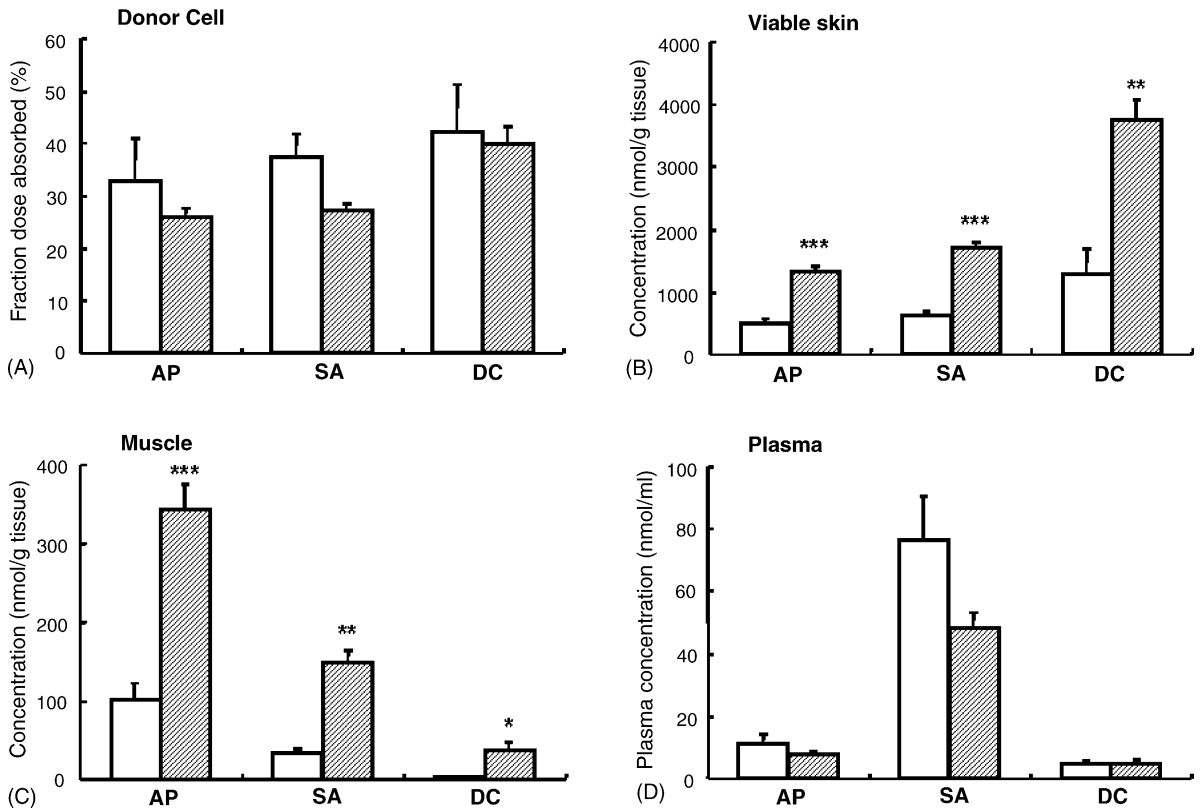 Donor Cell
Fraction dose absorbed (%)
60
50
40
30
20
10
0
AP SA DC
(A)
Viable skin
Concentration (nmol/g tissue)
4000
4000
3000
2000
1000
0
***
***
**
AP SA DC
(B)
Muscle
Concentration (nmol/g tissue)
400
300
200
100
0
***
**
*
AP SA DC
(C)
Plasma
Plasma concentration (nmol/ml)
100
80
60
40
20
0
AP SA DC
(D)